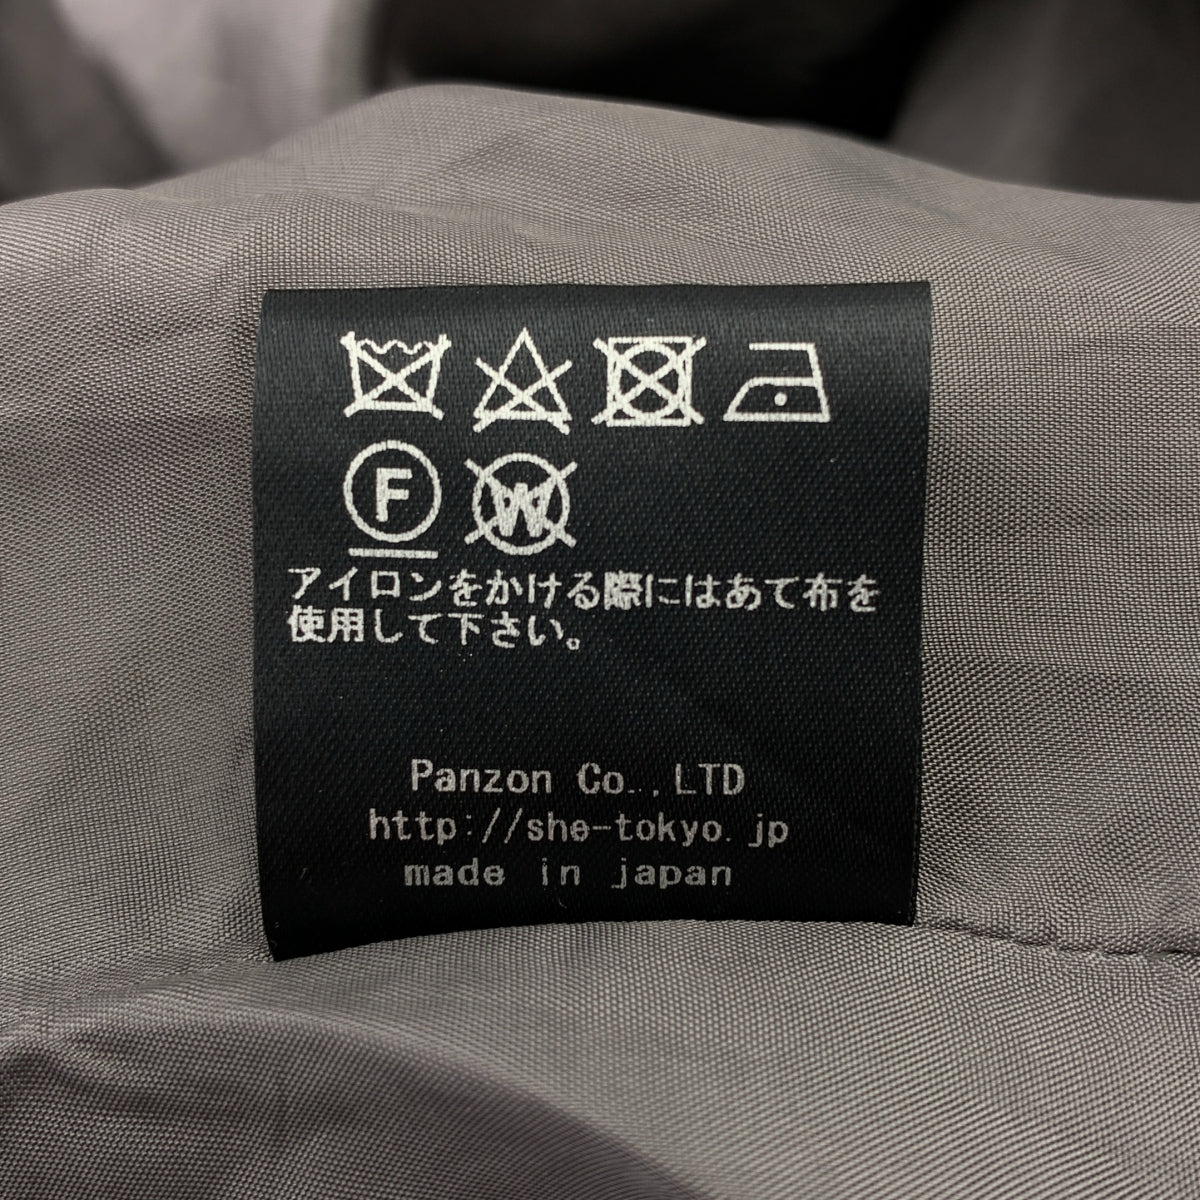 F W
アイロンをかける際にはあて布を
使用して下さい。
Panzon Co.,LTD
http://she-tokyo.jp
made in japan